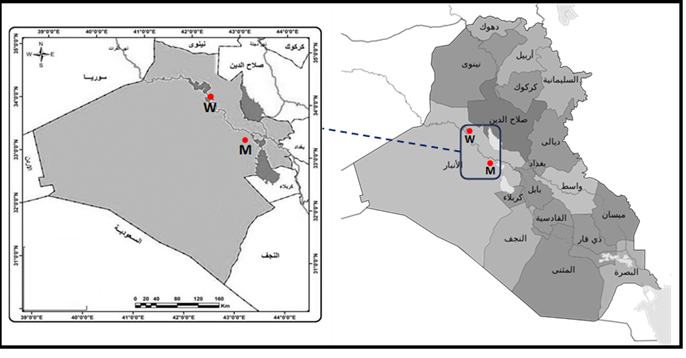 39°0'0"E 40°0'0"E 41°0'0"E 42°0'0"E 43°0'0"E 44°0'0"E
نينوى
كركوك
صلاح الدين
سوريا
N
W E
S
W
M
بغداد
الاردن
كربلاء
السعودية
النجف
35°0'0"N
34°0'0"N
33°0'0"N
32°0'0"N
31°0'0"N
0 20 40 80 120 160
Km
39°0'0"E 40°0'0"E 41°0'0"E 42°0'0"E 43°0'0"E 44°0'0"E
دهوك
نينوى
أربيل
السليمانية
كركوك
صلاح الدين
ديالى
W
بغداد
الأنبار
M
واسط
بابل
كربلاء
ميسان
القادسية
النجف
ذي قار
المثنى
البصرة